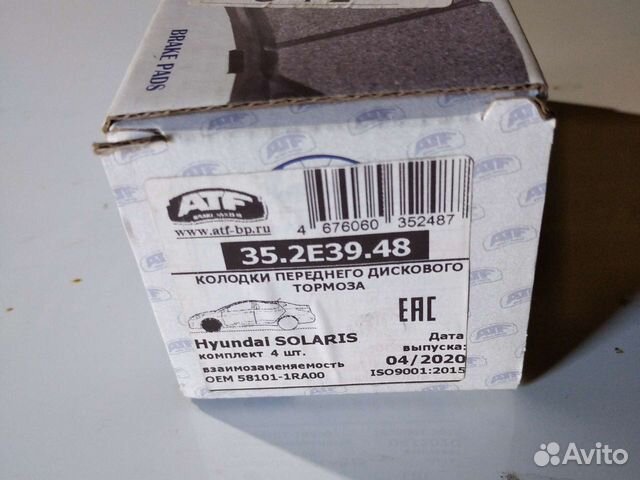 BRAKE PADS
ATF
www.atf-bp.ru
4 676060 352487
35.2E39.48
КОЛОДКИ ПЕРЕДНЕГО ДИСКОВОГО
ТОРМОЗА
EAC
Hyundai SOLARIS
комплект 4 шт.
взаимозаменяемость
OEM 58101-1RA00
Дата
выпуска:
04/2020
ISO9001:2015
Avito